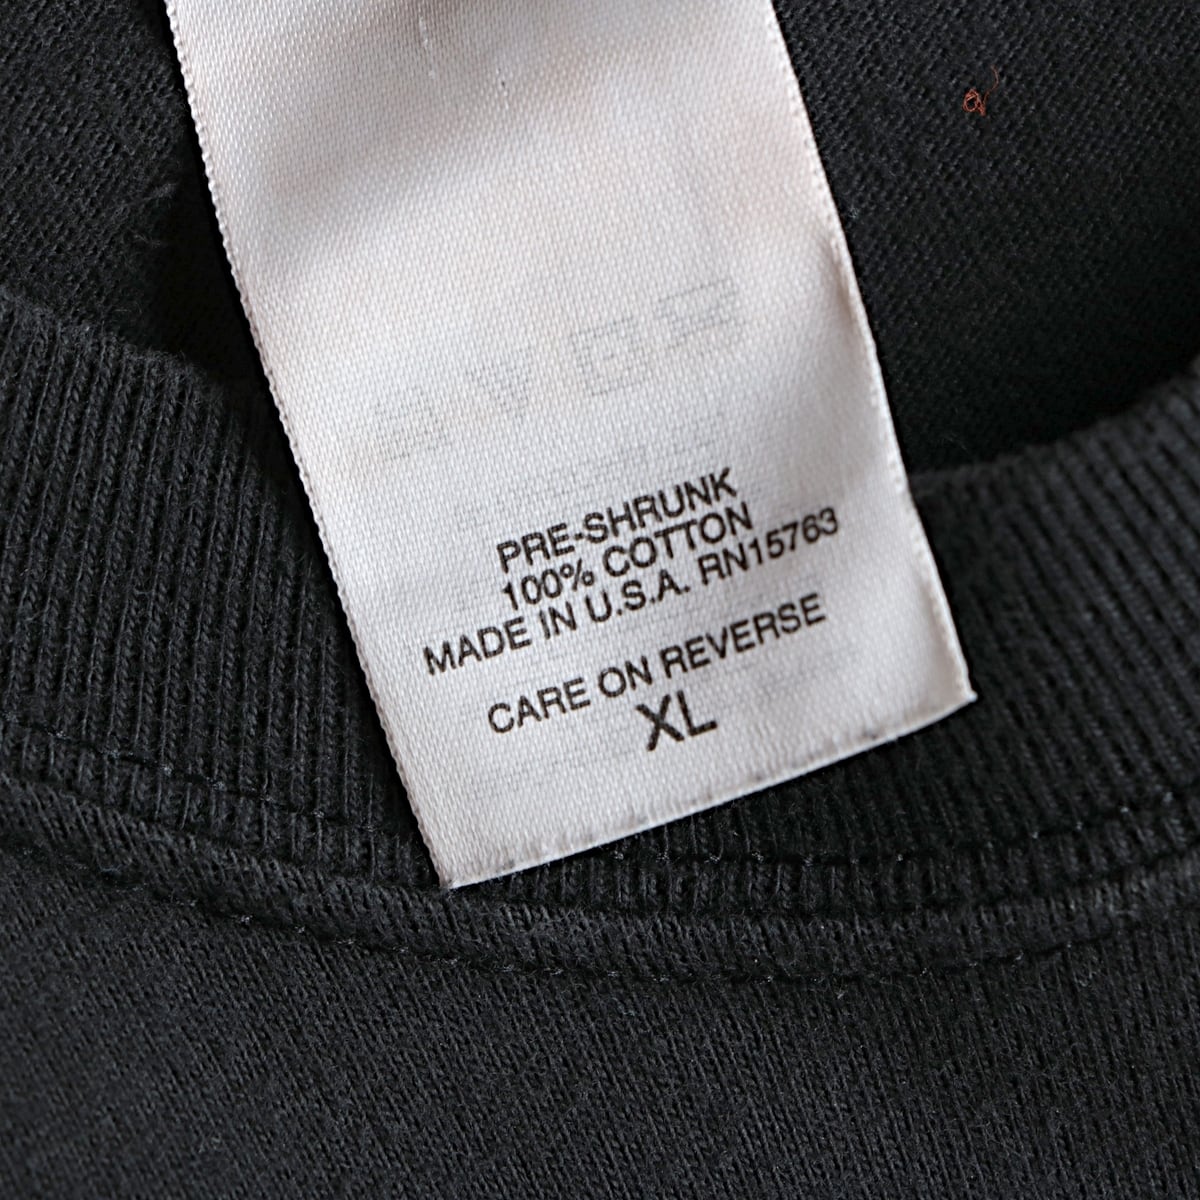 PRE-SHRUNK
100% COTTON
MADE IN U.S.A. RN15763
CARE ON REVERSE
XL